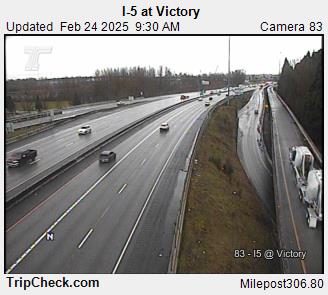 I-5 at Victory
Updated Feb 24 2025 9:30 AM
Camera 83
Tr
N
83 - I5 @ Victory
TripCheck.com
Milepost306.80